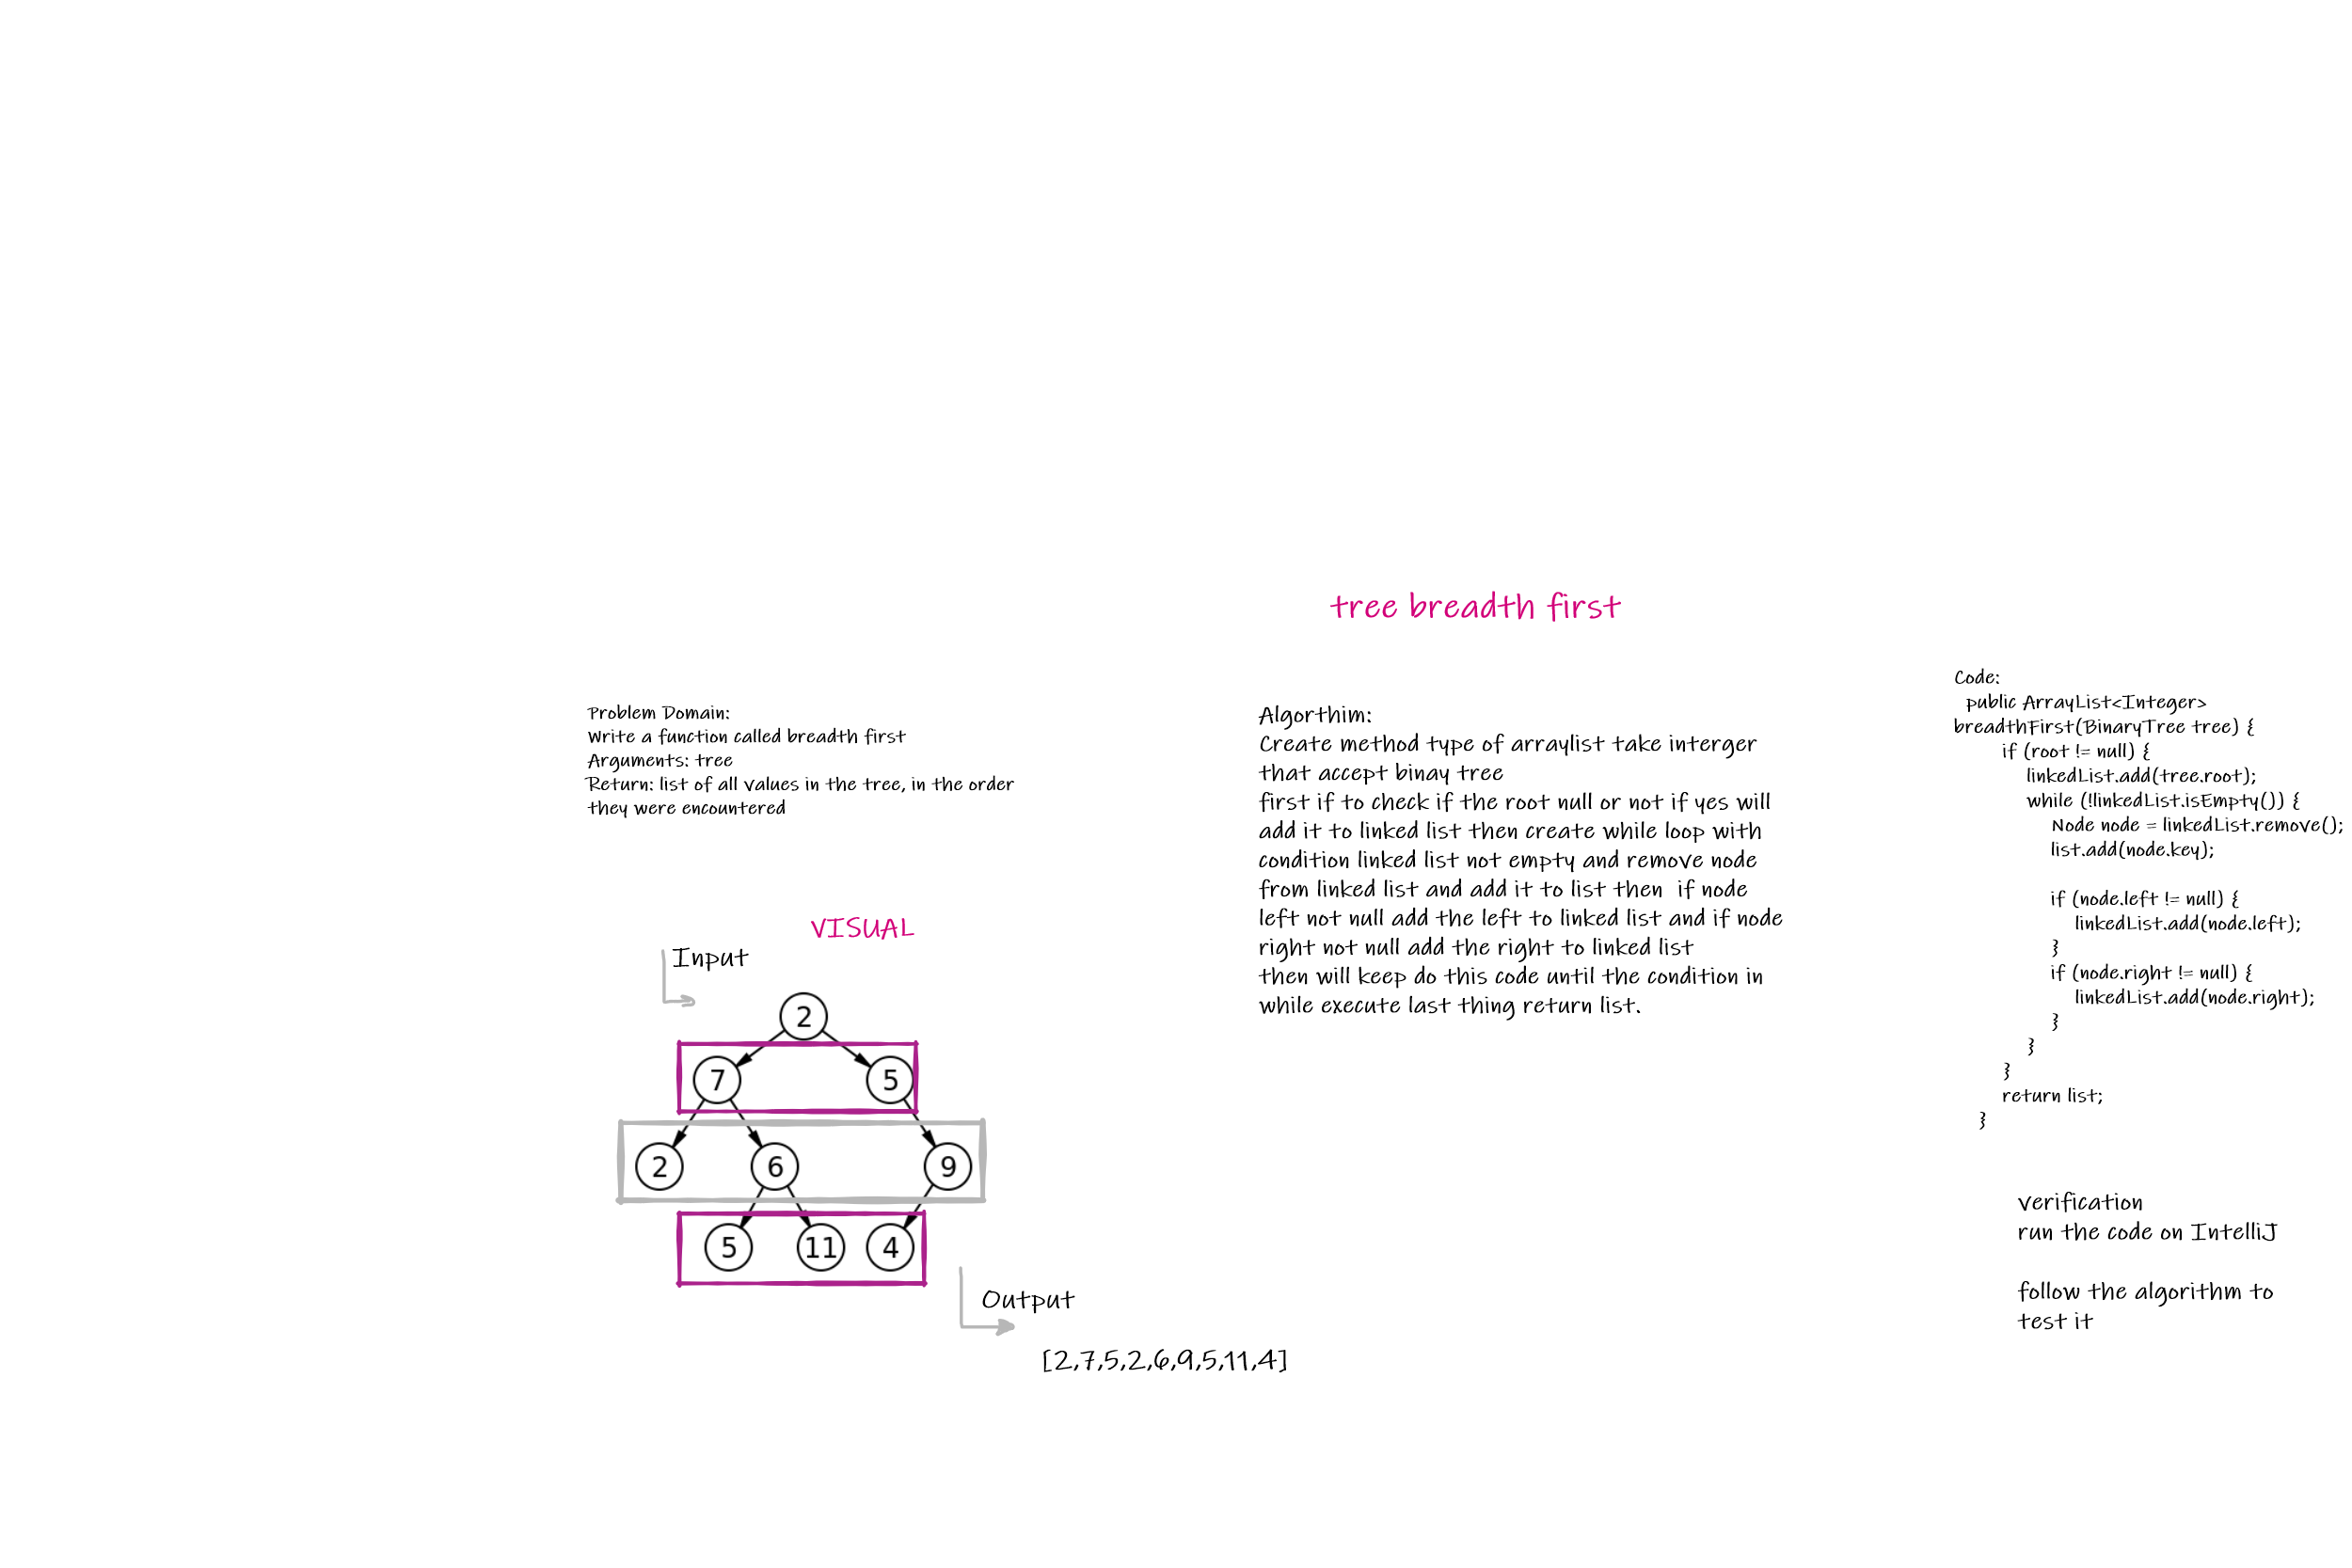 tree breadth first
Problem Domain:
Write a function called breadth first
Arguments: tree
Return: list of all values in the tree, in the order
they were encountered
VISUAL
Input
2
7 5
2 6 9
5 11 4
Output
[2,7,5,2,6,9,5,11,4]
Algorthim:
Create method type of arraylist take interger
that accept binay tree
first if to check if the root null or not if yes will
add it to linked list then create while loop with
condition linked list not empty and remove node
from linked list and add it to list then  if node
left not null add the left to linked list and if node
right not null add the right to linked list
then will keep do this code until the condition in
while execute last thing return list.
Code:
public ArrayList<Integer>
breadthFirst(BinaryTree tree) {
if (root != null) {
linkedList.add(tree.root);
while (!linkedList.isEmpty()) {
Node node = linkedList.remove();
list.add(node.key);
if (node.left != null) {
linkedList.add(node.left);
}
if (node.right != null) {
linkedList.add(node.right);
}
}
}
return list;
}
verification
run the code on IntelliJ
follow the algorithm to
test it